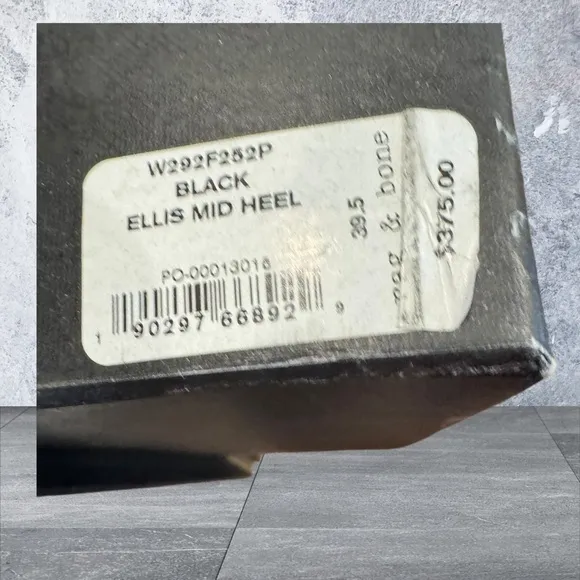 W292F252P
BLACK
ELLIS MID HEEL
PO-00013016
1 90297 66892 9
39.5
rag & bone
$375.00